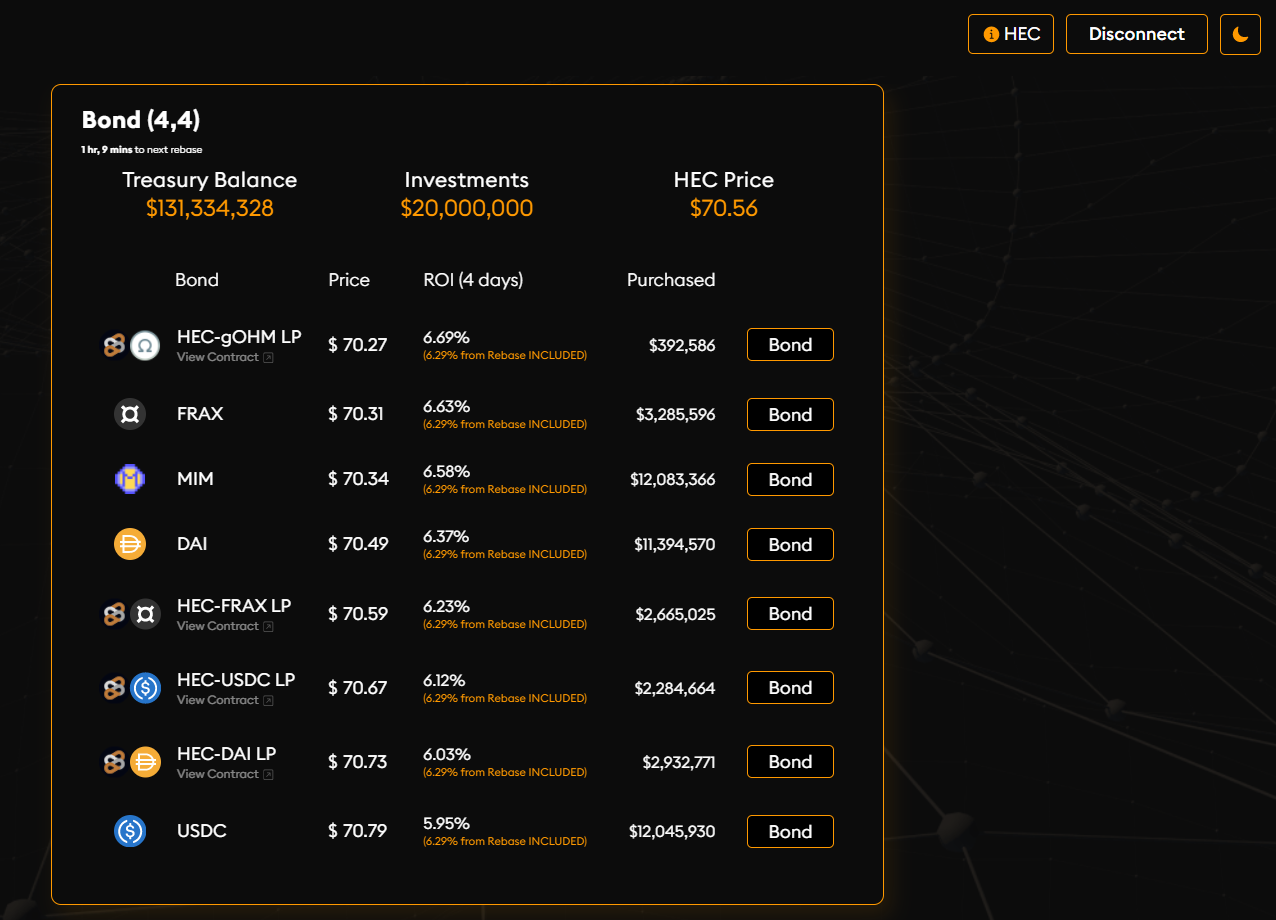 HEC Disconnect
Bond (4,4)
1 hr, 9 mins to next rebase
Treasury Balance Investments HEC Price
$131,334,328 $20,000,000 $70.56
Bond Price ROI (4 days) Purchased
HEC-gOHM LP $ 70.27 6.69% $392,586 Bond
View Contract (6.29% from Rebase INCLUDED)
FRAX $ 70.31 6.63% $3,285,596 Bond
(6.29% from Rebase INCLUDED)
MIM $ 70.34 6.58% $12,083,366 Bond
(6.29% from Rebase INCLUDED)
DAI $ 70.49 6.37% $11,394,570 Bond
(6.29% from Rebase INCLUDED)
HEC-FRAX LP $ 70.59 6.23% $2,665,025 Bond
View Contract (6.29% from Rebase INCLUDED)
HEC-USDC LP $ 70.67 6.12% $2,284,664 Bond
View Contract (6.29% from Rebase INCLUDED)
HEC-DAI LP $ 70.73 6.03% $2,932,771 Bond
View Contract (6.29% from Rebase INCLUDED)
USDC $ 70.79 5.95% $12,045,930 Bond
(6.29% from Rebase INCLUDED)